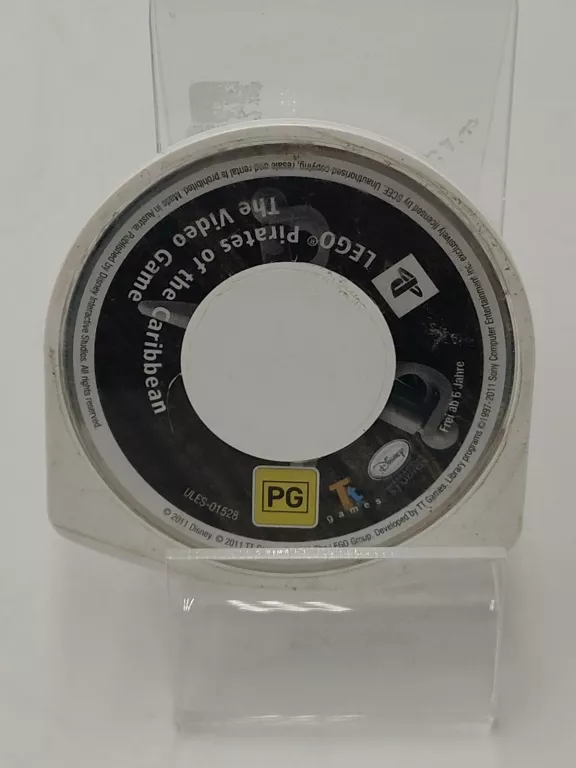 LEGO® Pirates of the Caribbean
The Video Game
Frei ab 6 Jahre
Disney
Tt
games
PG
ULES-01528
© 2011 Disney © 2011 TT LEGO Group. Developed by TT Games. Library programs ©1997-2011 Sony Computer Entertainment Inc. exclusively licensed by SCEE. Unauthorised copying, resale and rental is prohibited. Made in Austria. Published by Disney Interactive Studios. All rights reserved.